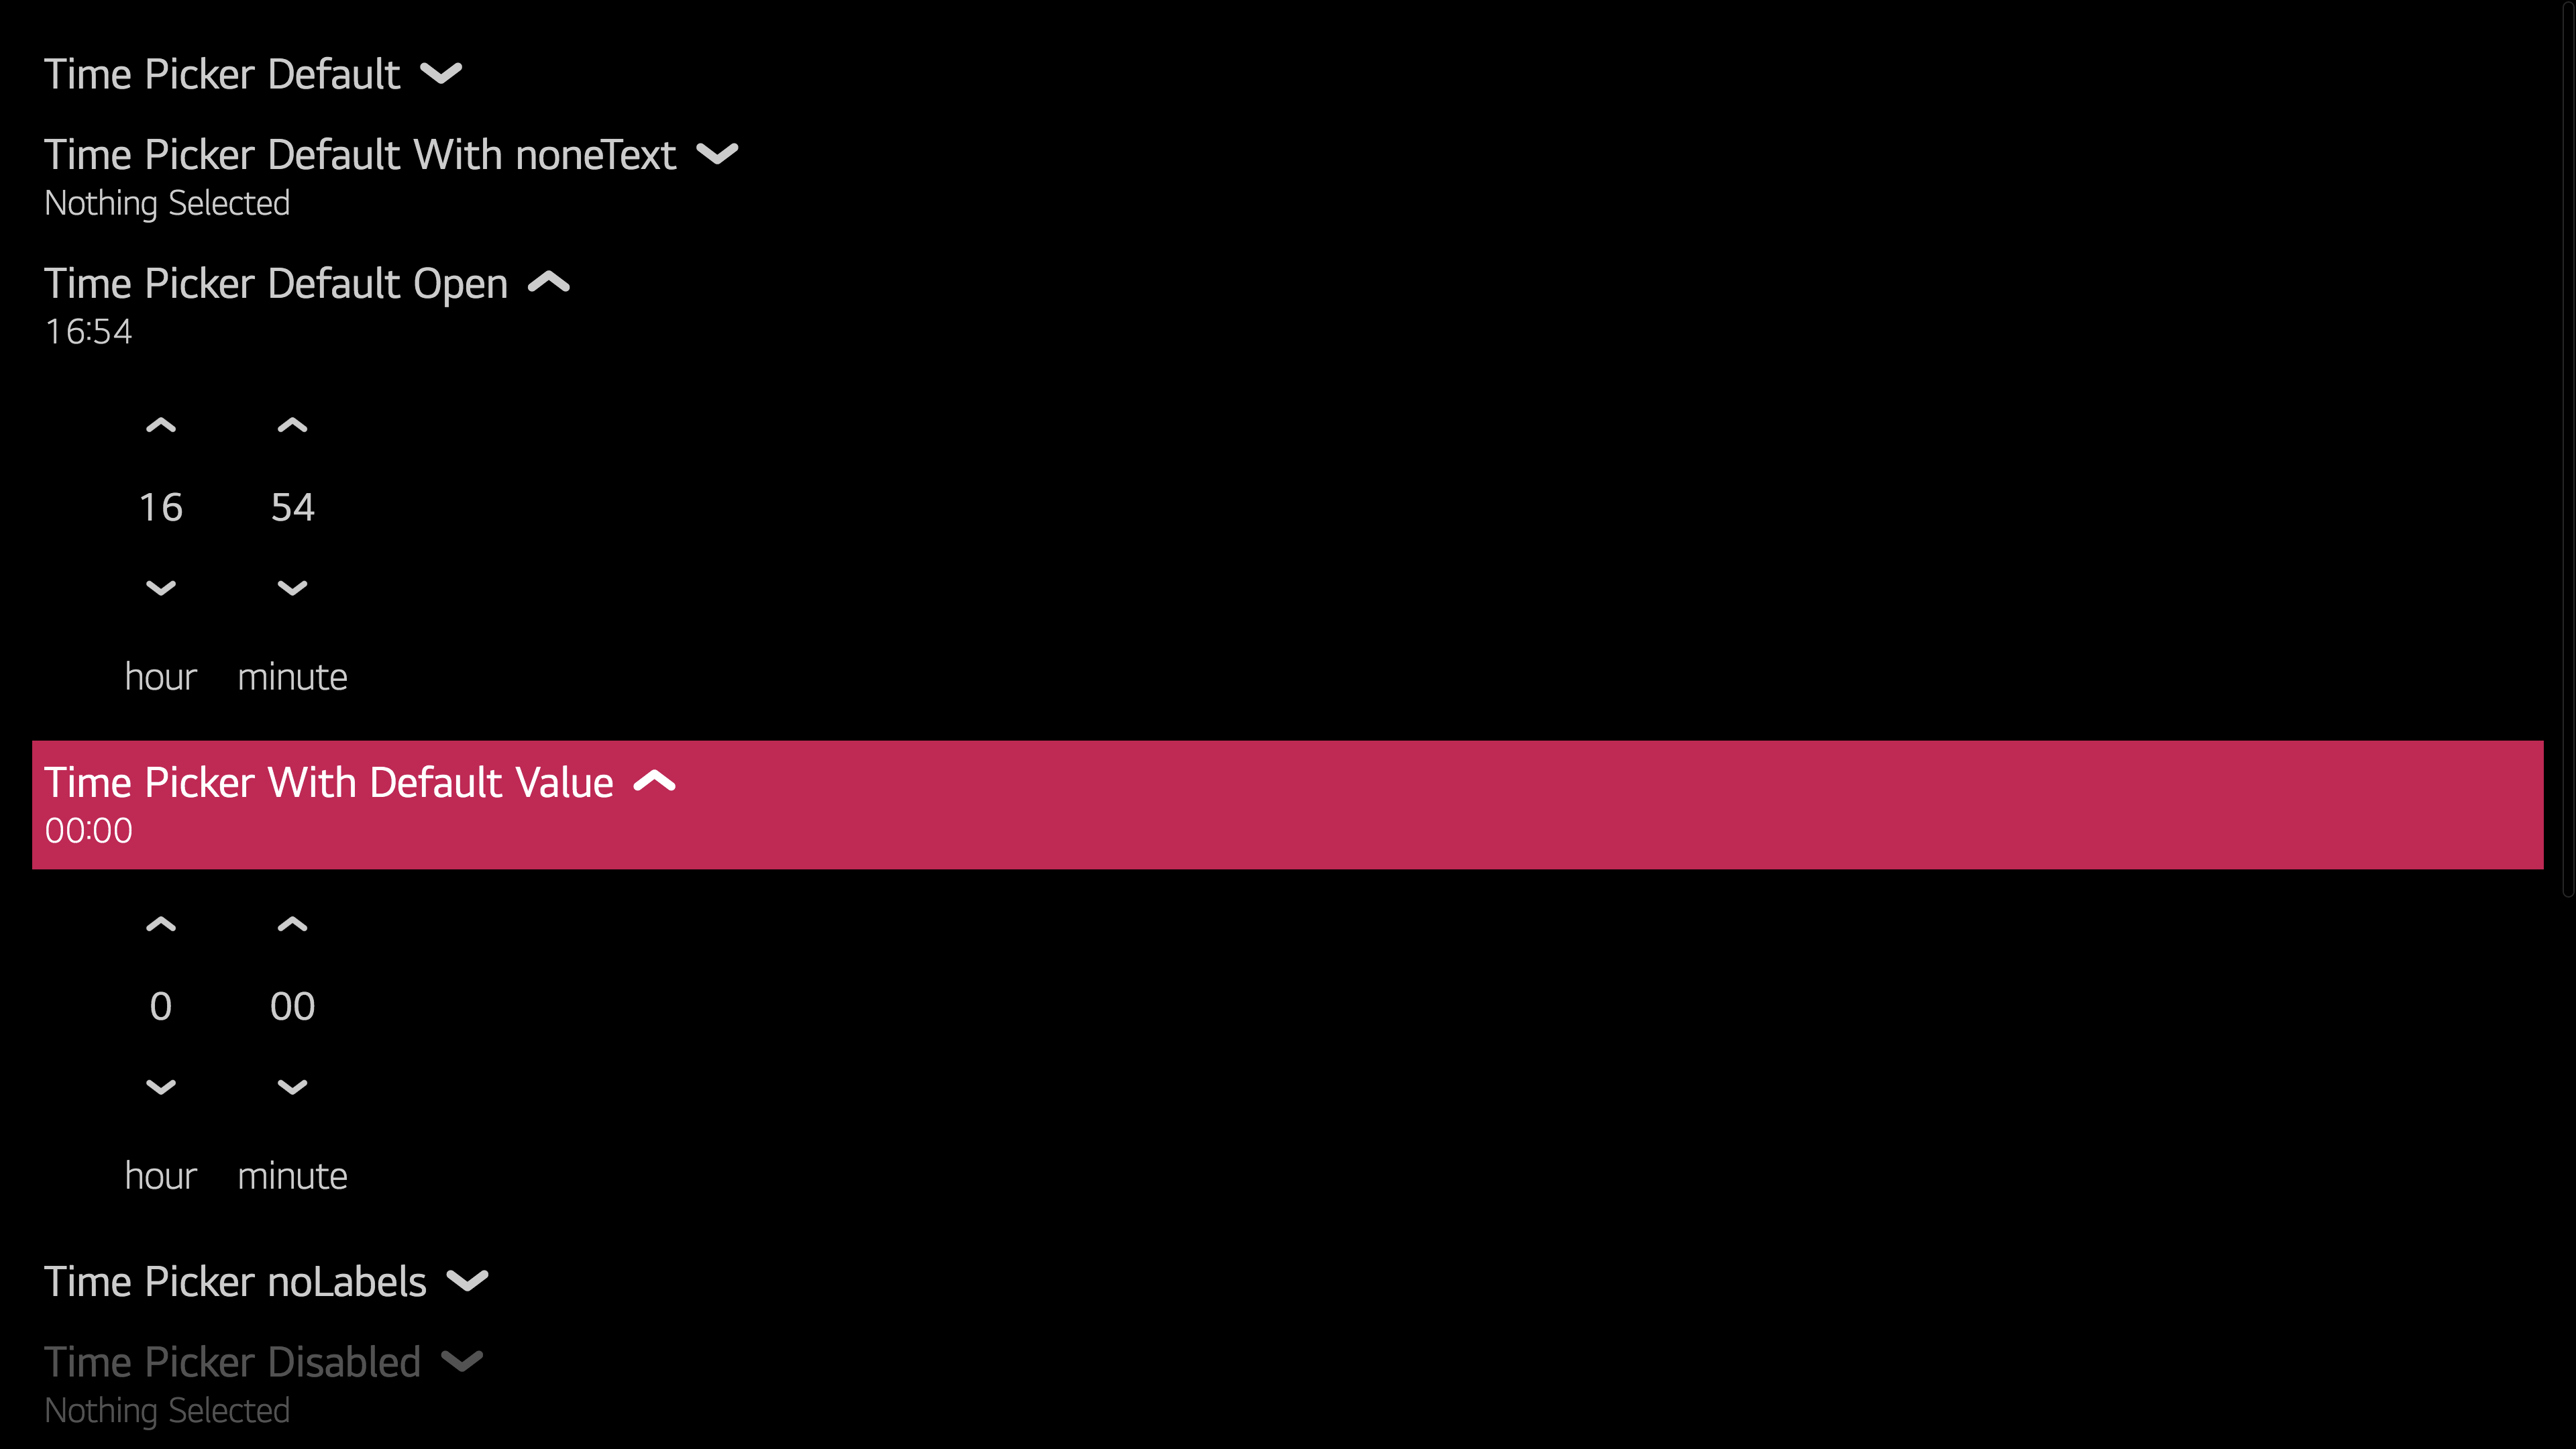 Time Picker Default
Time Picker Default With noneText
Nothing Selected
Time Picker Default Open
16:54
16 54
hour minute
Time Picker With Default Value
00:00
0 00
hour minute
Time Picker noLabels
Time Picker Disabled
Nothing Selected